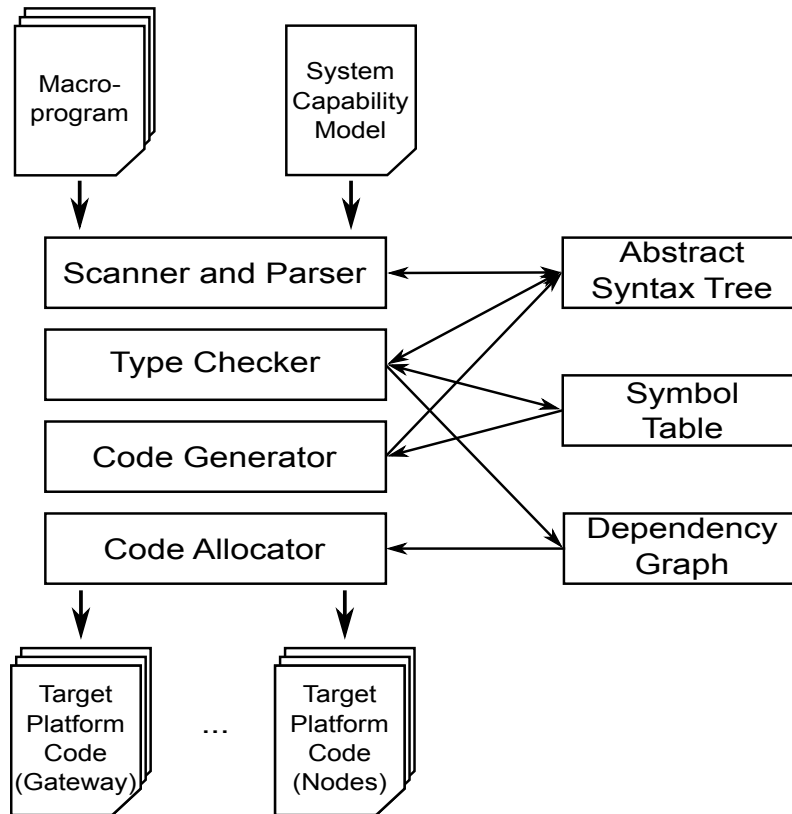 Macro-
program
System
Capability
Model
Scanner and Parser
Abstract
Syntax Tree
Type Checker
Symbol
Table
Code Generator
Code Allocator
Dependency
Graph
Target
Platform
Code
(Gateway)
...
Target
Platform
Code
(Nodes)